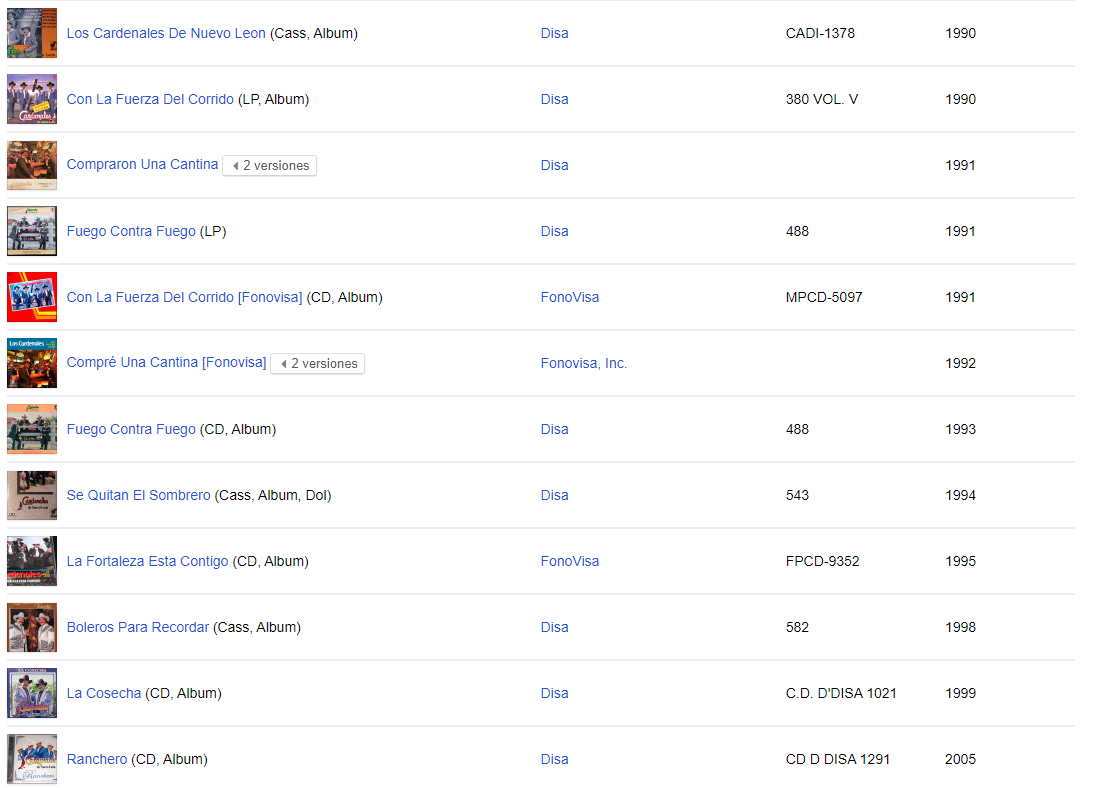 Los Cardenales De Nuevo Leon (Cass, Album) Disa CADI-1378 1990
Con La Fuerza Del Corrido (LP, Album) Disa 380 VOL. V 1990
Compraron Una Cantina 2 versiones Disa 1991
Fuego Contra Fuego (LP) Disa 488 1991
Con La Fuerza Del Corrido [Fonovisa] (CD, Album) FonoVisa MPCD-5097 1991
Compré Una Cantina [Fonovisa] 2 versiones Fonovisa, Inc. 1992
Fuego Contra Fuego (CD, Album) Disa 488 1993
Se Quitan El Sombrero (Cass, Album, Dol) Disa 543 1994
La Fortaleza Esta Contigo (CD, Album) FonoVisa FPCD-9352 1995
Boleros Para Recordar (Cass, Album) Disa 582 1998
La Cosecha (CD, Album) Disa C.D. D'DISA 1021 1999
Ranchero (CD, Album) Disa CD D DISA 1291 2005